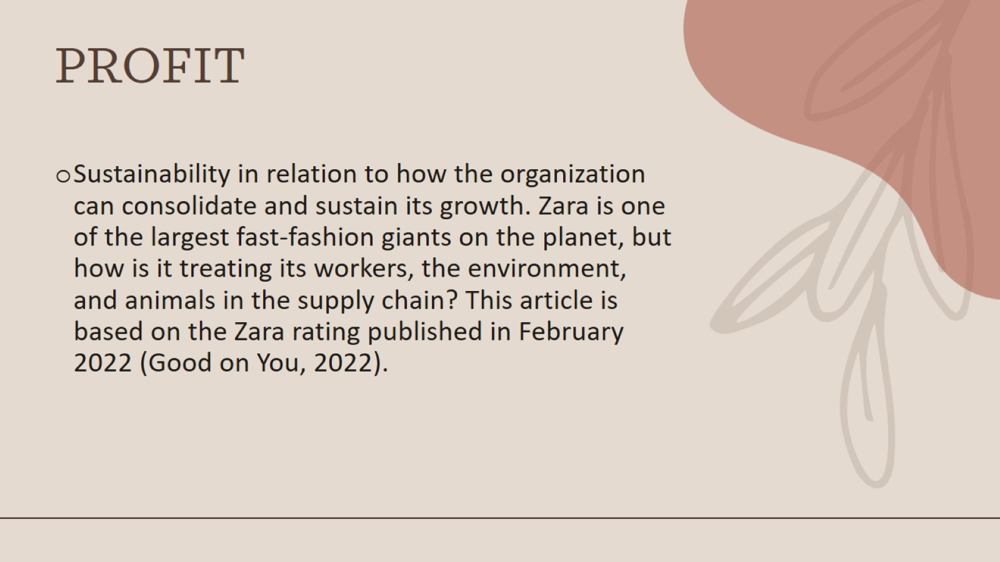 PROFIT
○Sustainability in relation to how the organization
can consolidate and sustain its growth. Zara is one
of the largest fast-fashion giants on the planet, but
how is it treating its workers, the environment,
and animals in the supply chain? This article is
based on the Zara rating published in February
2022 (Good on You, 2022).